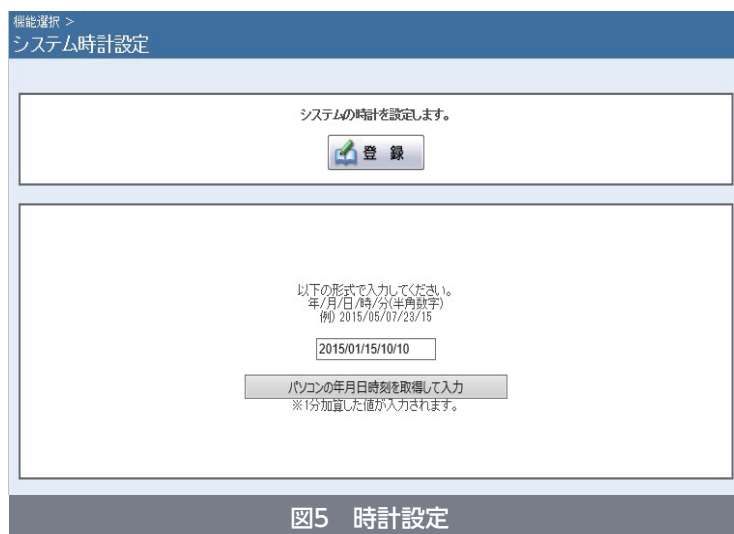 機能選択 >
システム時計設定
システムの時計を設定します。
登 録
以下の形式で入力してください。
年/月/日/時/分(半角数字)
例) 2015/05/07/23/15
2015/01/15/10/10
パソコンの年月日時刻を取得して入力
※1分加算した値が入力されます。
図5 時計設定